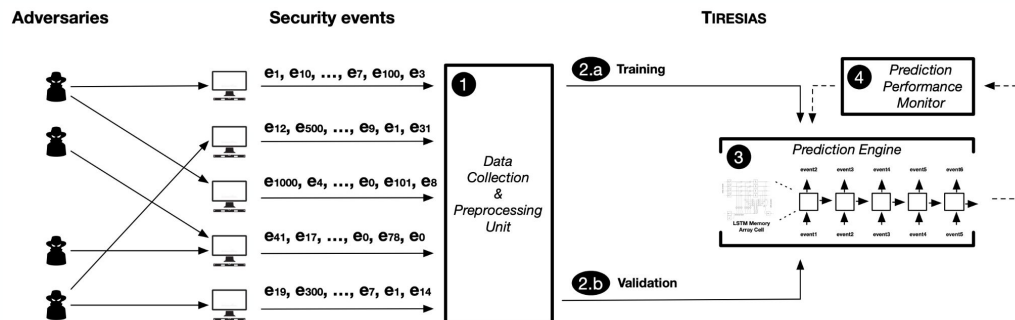 Adversaries
Security events
TIRESIAS
e1, e10, ..., e7, e100, e3
e12, e500, ..., e9, e1, e31
e1000, e4, ..., e0, e101, e8
e41, e17, ..., e0, e78, e0
e19, e300, ..., e7, e1, e14
1
Data
Collection
&
Preprocessing
Unit
2.a Training
2.b Validation
4
Prediction
Performance
Monitor
3
Prediction Engine
event2 event3 event4 event5 event6
LSTM Memory
Array Cell
event1 event2 event3 event4 event5